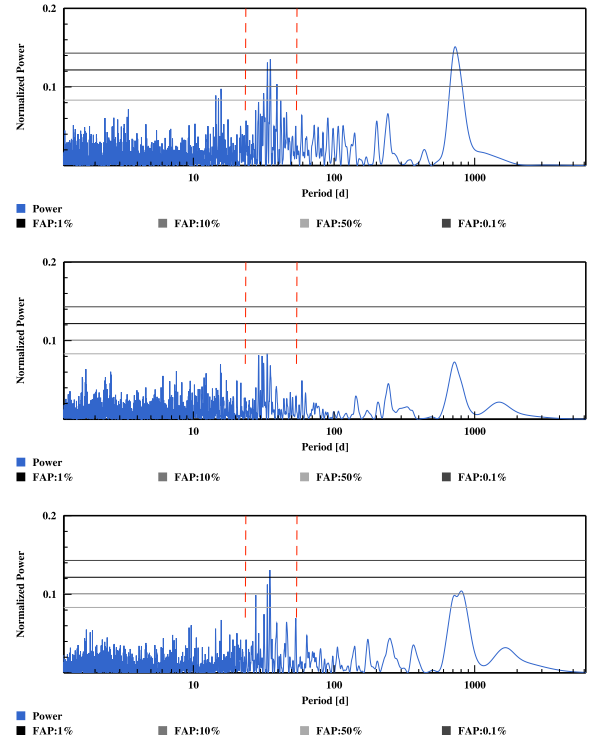 0.2
Normalized Power
0.1
10 100 1000
Period [d]
Power
FAP:1% FAP:10% FAP:50% FAP:0.1%
0.2
Normalized Power
0.1
10 100 1000
Period [d]
Power
FAP:1% FAP:10% FAP:50% FAP:0.1%
0.2
Normalized Power
0.1
10 100 1000
Period [d]
Power
FAP:1% FAP:10% FAP:50% FAP:0.1%